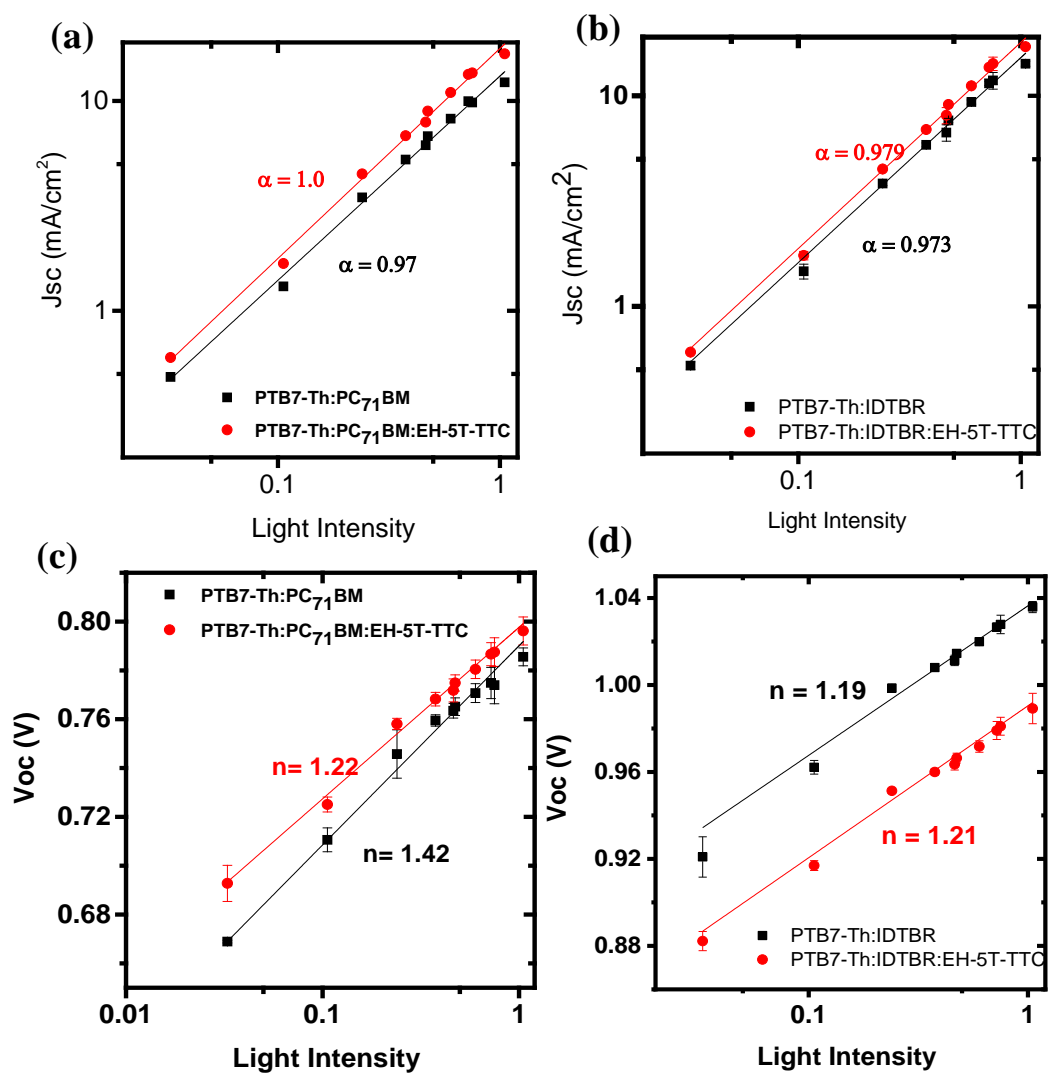 (a)
10
1
Jsc (mA/cm²)
α = 1.0
α = 0.97
PTB7-Th:PC₇₁BM
PTB7-Th:PC₇₁BM:EH-5T-TTC
0.1
1
Light Intensity
(b)
10
1
Jsc (mA/cm²)
α = 0.979
α = 0.973
PTB7-Th:IDTBR
PTB7-Th:IDTBR:EH-5T-TTC
0.1
1
Light Intensity
(c)
PTB7-Th:PC₇₁BM
PTB7-Th:PC₇₁BM:EH-5T-TTC
0.80
0.76
0.72
0.68
Voc (V)
n= 1.22
n= 1.42
0.01
0.1
1
Light Intensity
(d)
1.04
1.00
0.96
0.92
0.88
Voc (V)
n = 1.19
n = 1.21
PTB7-Th:IDTBR
PTB7-Th:IDTBR:EH-5T-TTC
0.1
1
Light Intensity